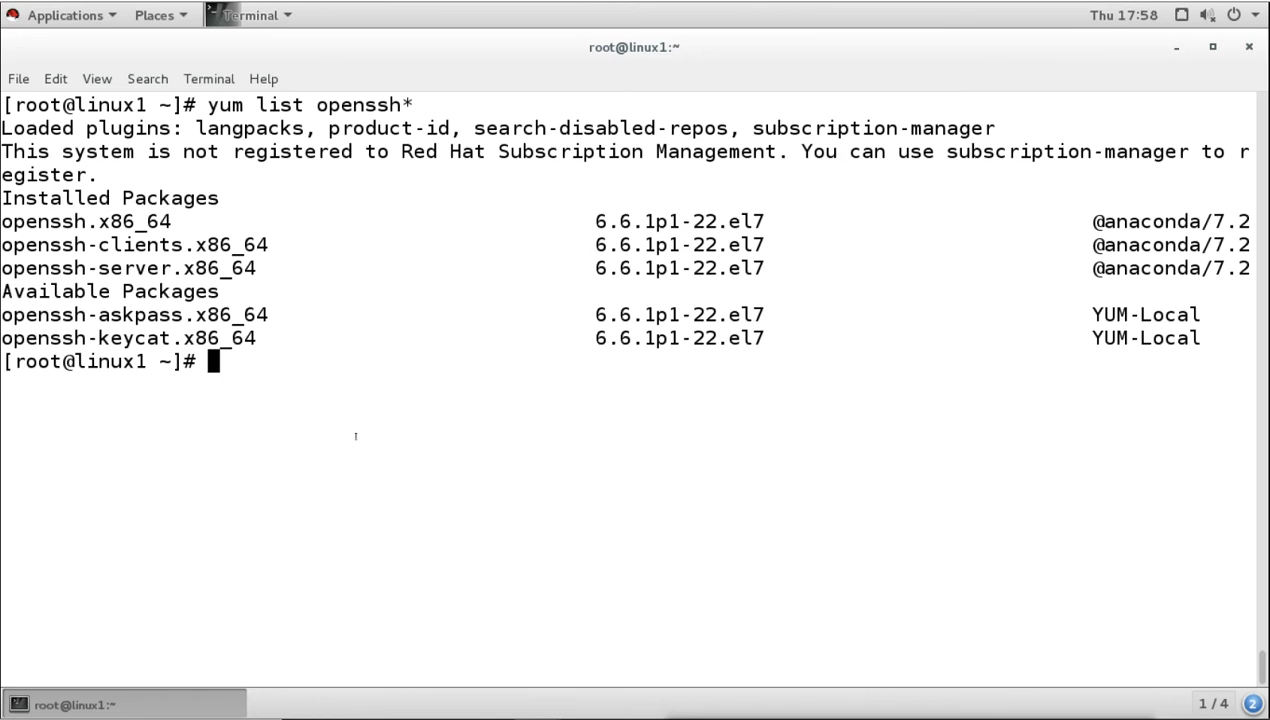 Applications Places Terminal Thu 17:58
root@linux1:~
File Edit View Search Terminal Help
[root@linux1 ~]# yum list openssh*
Loaded plugins: langpacks, product-id, search-disabled-repos, subscription-manager
This system is not registered to Red Hat Subscription Management. You can use subscription-manager to r
egister.
Installed Packages
openssh.x86_64 6.6.1p1-22.el7 @anaconda/7.2
openssh-clients.x86_64 6.6.1p1-22.el7 @anaconda/7.2
openssh-server.x86_64 6.6.1p1-22.el7 @anaconda/7.2
Available Packages
openssh-askpass.x86_64 6.6.1p1-22.el7 YUM-Local
openssh-keycat.x86_64 6.6.1p1-22.el7 YUM-Local
[root@linux1 ~]#
root@linux1:~ 1 / 4 2